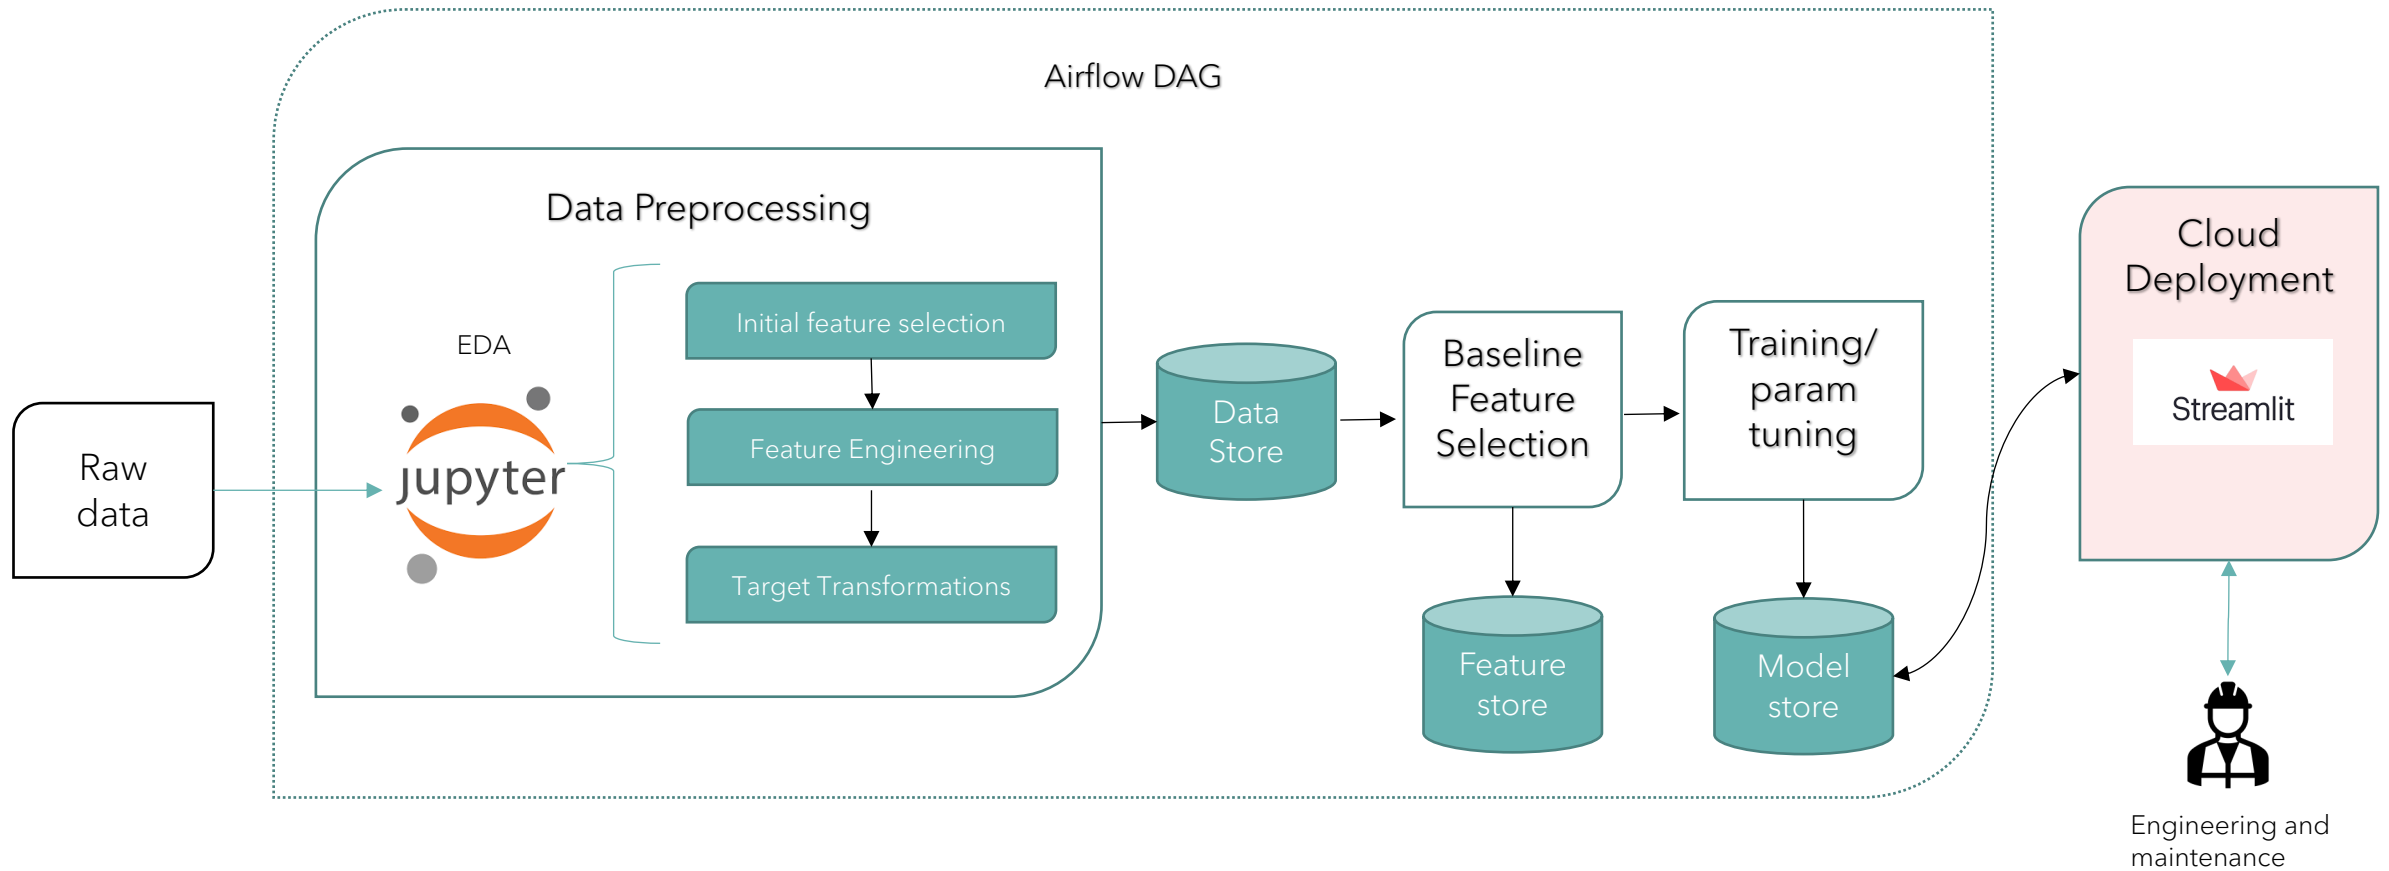 Airflow DAG
Data Preprocessing
Raw
data
EDA
jupyter
Initial feature selection
Feature Engineering
Target Transformations
Data
Store
Baseline
Feature
Selection
Training/
param
tuning
Feature
store
Model
store
Cloud
Deployment
Streamlit
Engineering and
maintenance